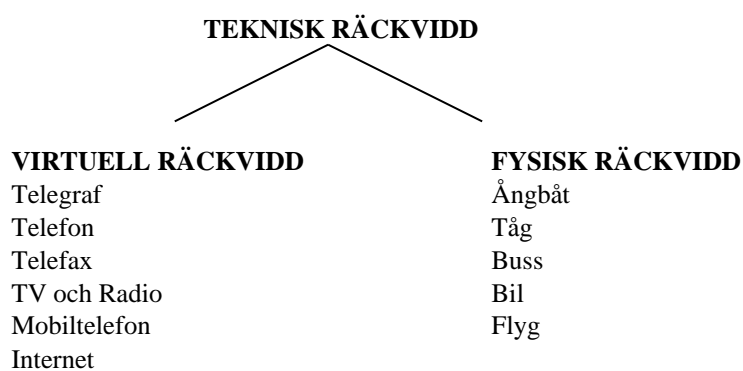 TEKNISK RÄCKVIDD
VIRTUELL RÄCKVIDD
Telegraf
Telefon
Telefax
TV och Radio
Mobiltelefon
Internet
FYSISK RÄCKVIDD
Ångbåt
Tåg
Buss
Bil
Flyg